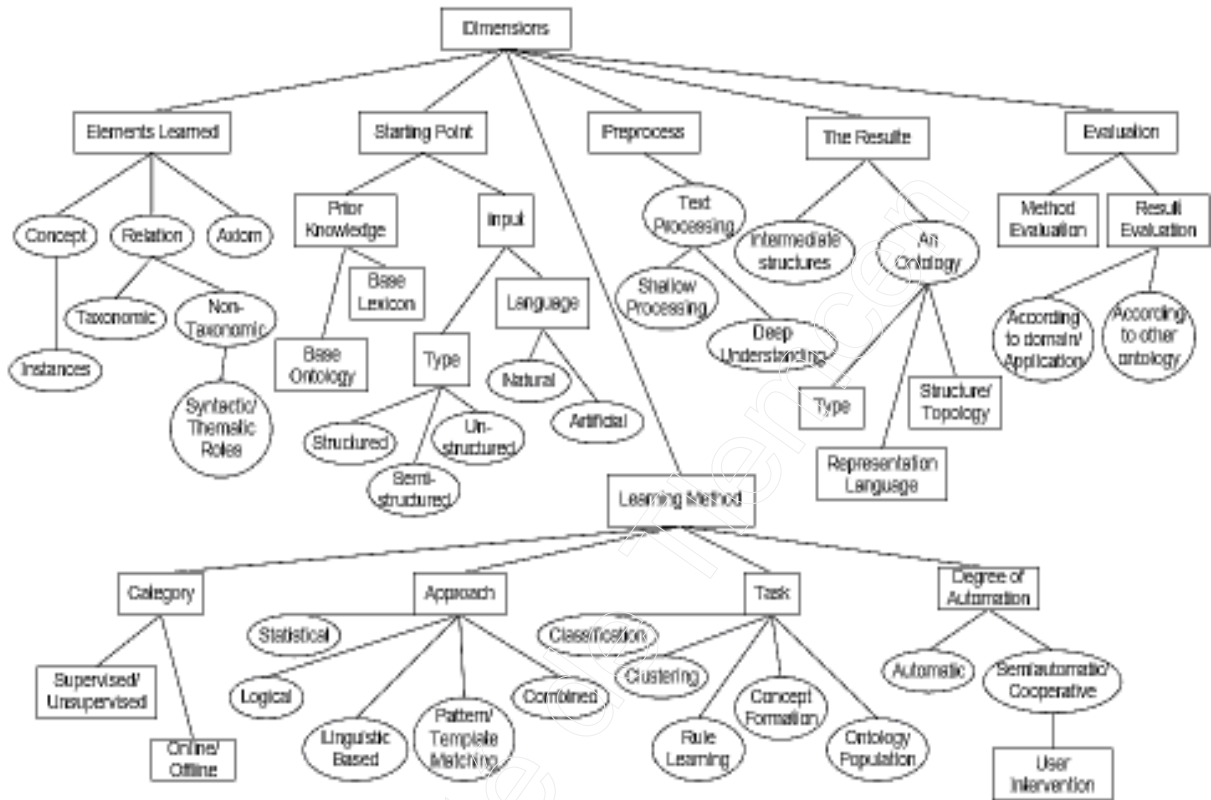 Dimensions
Elements Learned
Starting Point
Preprocess
The Results
Evaluation
Concept
Relation
Axiom
Prior
Knowledge
Input
Text
Processing
Intermediate
structures
An
Ontology
Method
Evaluation
Result
Evaluation
Instances
Taxonomic
Non-
Taxonomic
Syntactic/
Thematic
Roles
Base
Ontology
Base
Lexicon
Type
Language
Structured
Semi-
structured
Un-
structured
Natural
Artificial
Shallow
Processing
Deep
Understanding
Type
Representation
Language
Structure/
Topology
According
to domain/
Application
According
to other
ontology
Learning Method
Category
Approach
Task
Degree of
Automation
Supervised/
Unsupervised
Online/
Offline
Statistical
Logical
Linguistic
Based
Pattern/
Template
Matching
Combined
Classification
Clustering
Rule
Learning
Concept
Formation
Ontology
Population
Automatic
Semiautomatic/
Cooperative
User
Intervention